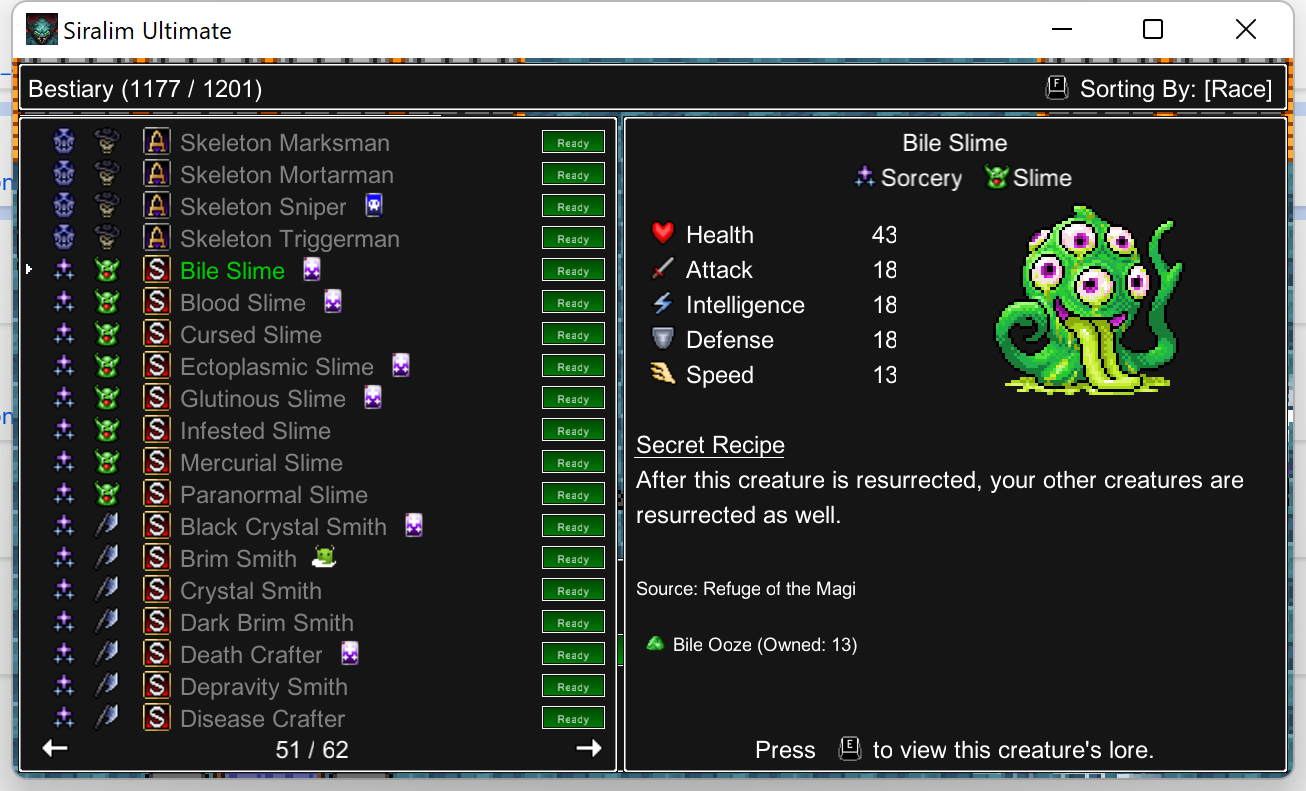 Siralim Ultimate
Bestiary (1177 / 1201)
F Sorting By: [Race]
A Skeleton Marksman Ready
A Skeleton Mortarman Ready
A Skeleton Sniper Ready
A Skeleton Triggerman Ready
S Bile Slime Ready
S Blood Slime Ready
S Cursed Slime Ready
S Ectoplasmic Slime Ready
S Glutinous Slime Ready
S Infested Slime Ready
S Mercurial Slime Ready
S Paranormal Slime Ready
S Black Crystal Smith Ready
S Brim Smith Ready
S Crystal Smith Ready
S Dark Brim Smith Ready
S Death Crafter Ready
S Depravity Smith Ready
S Disease Crafter Ready
51 / 62
Bile Slime
Sorcery Slime
Health 43
Attack 18
Intelligence 18
Defense 18
Speed 13
Secret Recipe
After this creature is resurrected, your other creatures are
resurrected as well.
Source: Refuge of the Magi
Bile Ooze (Owned: 13)
Press E to view this creature's lore.